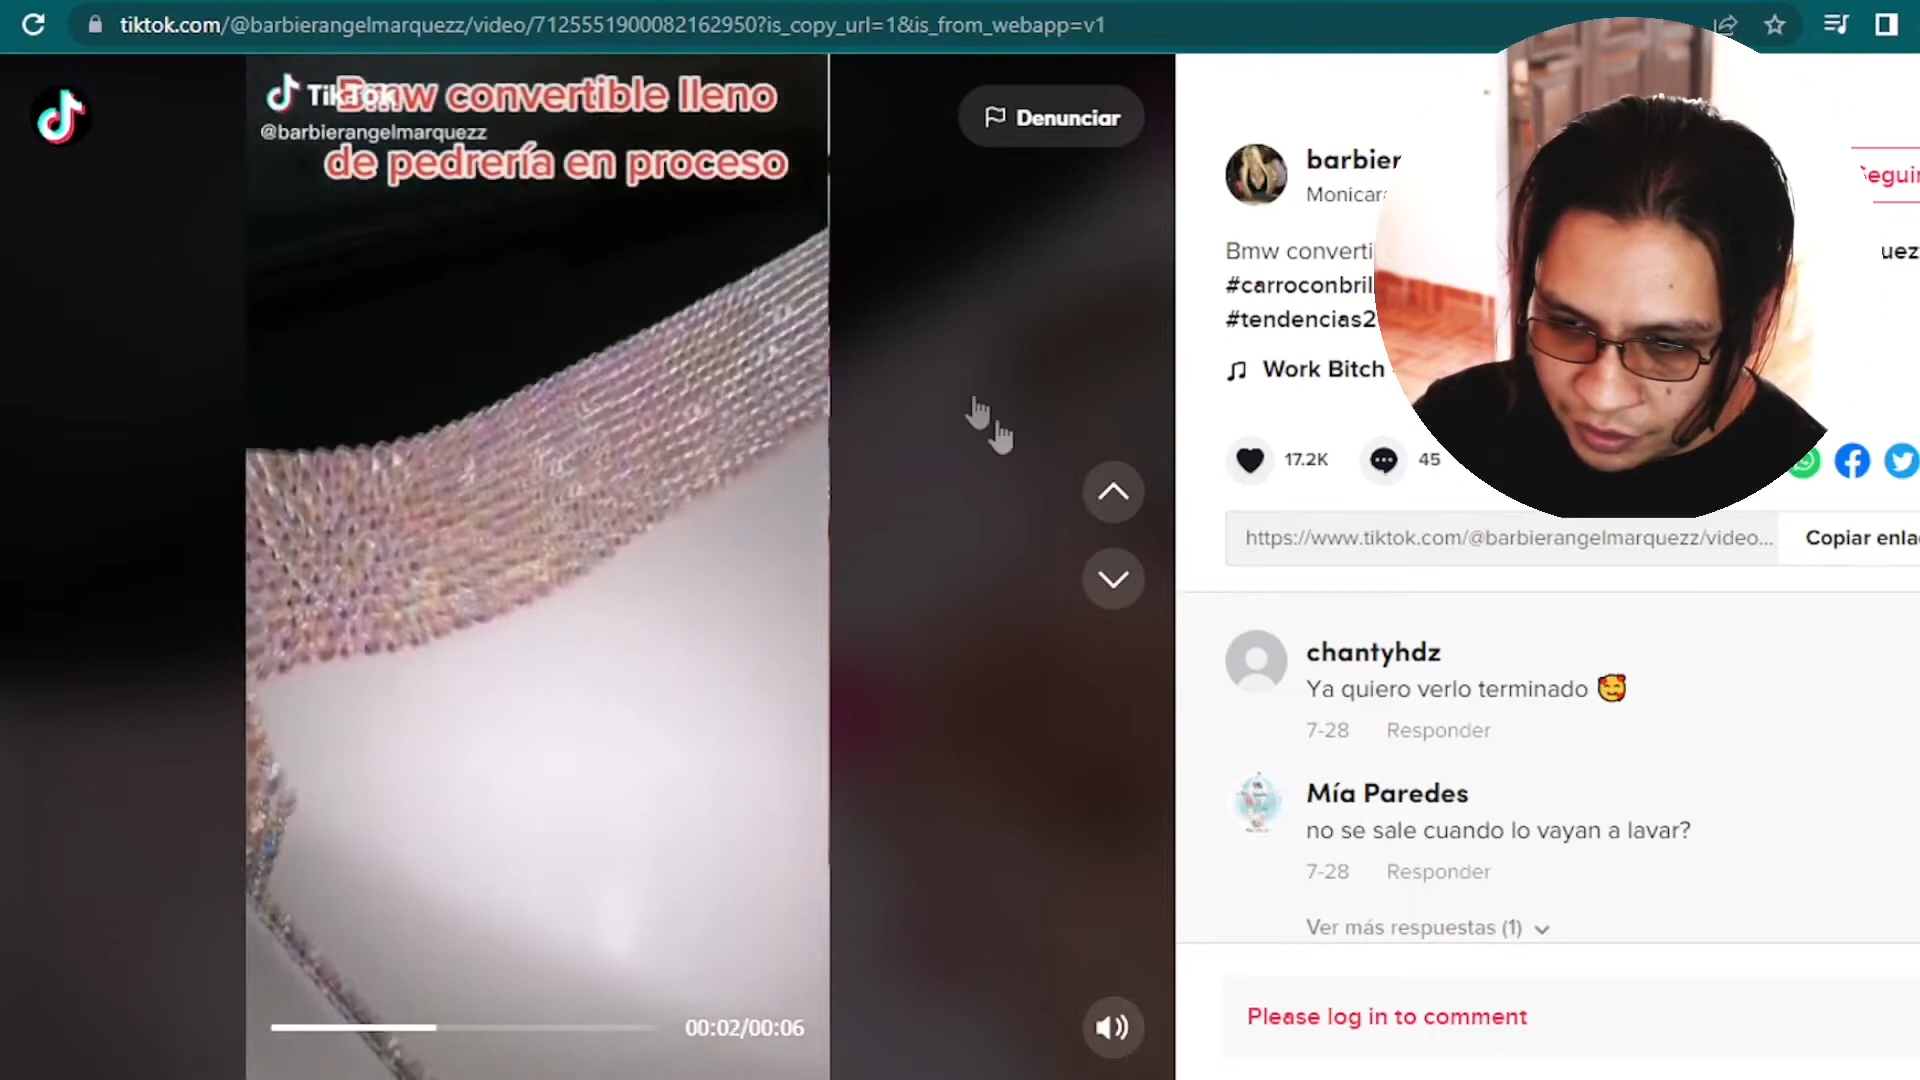 tiktok.com/@barbierangelmarquezz/video/7125551900082162950?is_copy_url=1&is_from_webapp=v1
TikTok
Bmw convertible lleno
@barbierangelmarquezz
de pedrería en proceso
Denunciar
barbier
Monicar
Seguir
Bmw converti
uez
#carroconbril
#tendencias2
Work Bitch
17.2K
45
https://www.tiktok.com/@barbierangelmarquezz/video...
Copiar enla
chantyhdz
Ya quiero verlo terminado 🥰
7-28 Responder
Mía Paredes
no se sale cuando lo vayan a lavar?
7-28 Responder
Ver más respuestas (1)
00:02/00:06
Please log in to comment